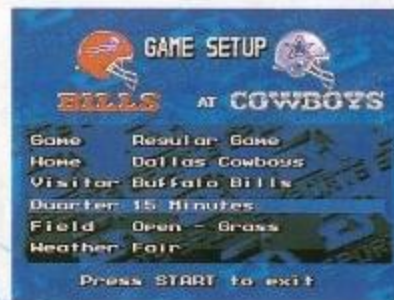 GAME SETUP
BILLS AT COWBOYS
Game Regular Game
Home Dallas Cowboys
Visitor Buffalo Bills
Quarter 15 Minutes
Field Open - Grass
Weather Fair
Press START to exit